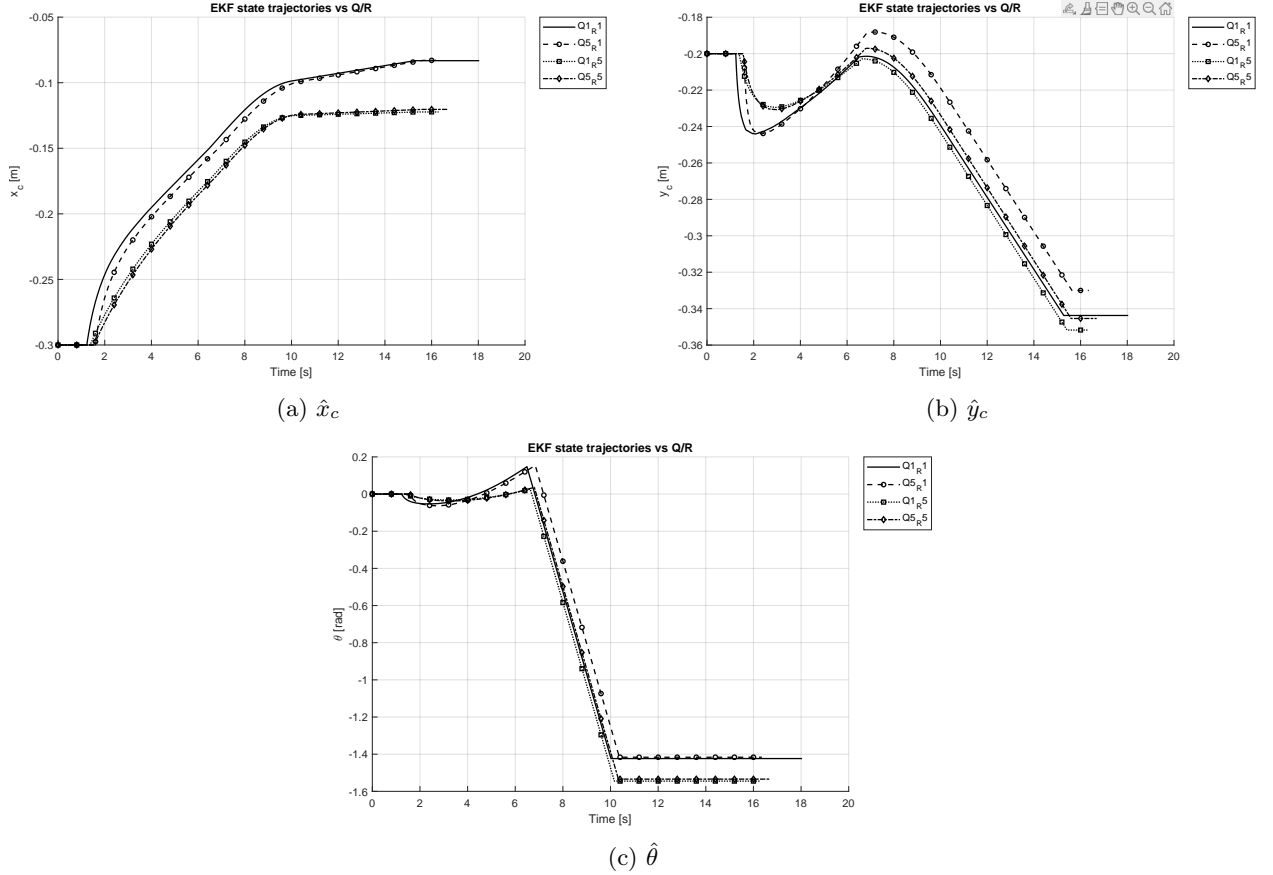 EKF state trajectories vs Q/R
-0.05
-0.1
-0.15
-0.2
-0.25
-0.3
x_c [m]
0 2 4 6 8 10 12 14 16 18 20
Time [s]
Q1_R1
Q5_R1
Q1_R5
Q5_R5
(a) x̂_c
EKF state trajectories vs Q/R
-0.18
-0.2
-0.22
-0.24
-0.26
-0.28
-0.3
-0.32
-0.34
-0.36
y_c [m]
0 2 4 6 8 10 12 14 16 18 20
Time [s]
Q1_R1
Q5_R1
Q1_R5
Q5_R5
(b) ŷ_c
EKF state trajectories vs Q/R
0.2
0
-0.2
-0.4
-0.6
-0.8
-1
-1.2
-1.4
-1.6
θ [rad]
0 2 4 6 8 10 12 14 16 18 20
Time [s]
Q1_R1
Q5_R1
Q1_R5
Q5_R5
(c) θ̂